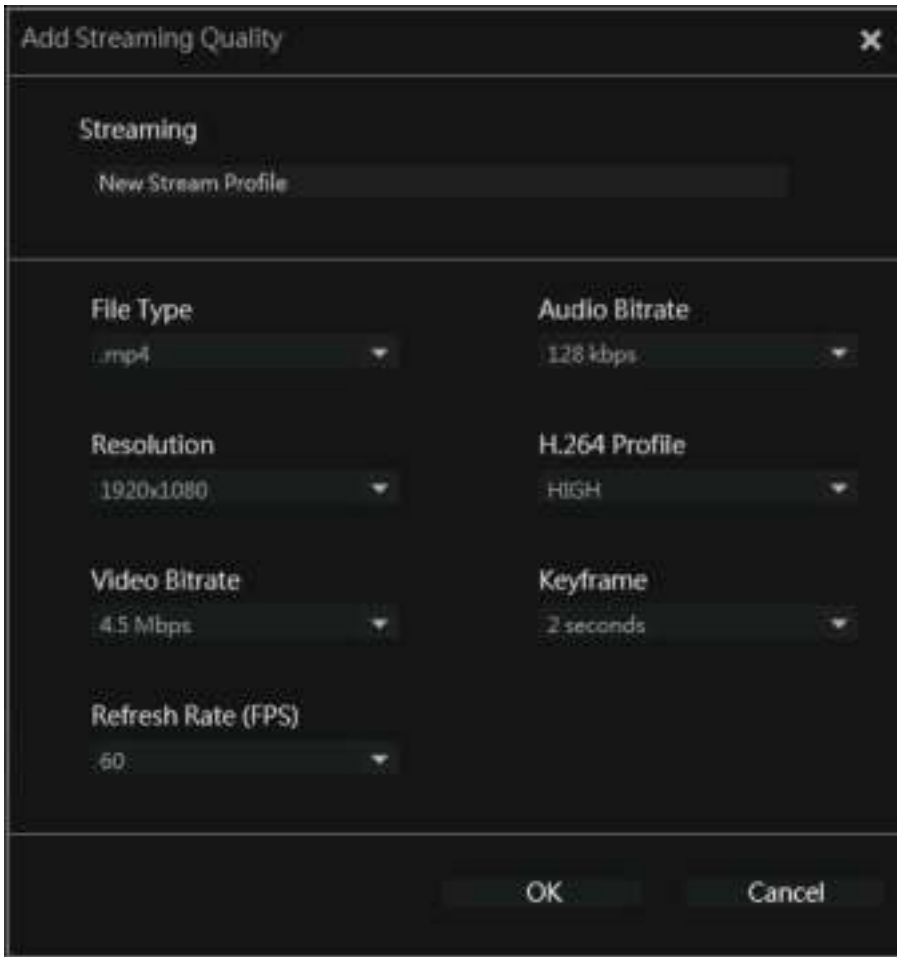 Add Streaming Quality
Streaming
New Stream Profile
File Type
.mp4
Audio Bitrate
128 kbps
Resolution
1920x1080
H.264 Profile
HIGH
Video Bitrate
4.5 Mbps
Keyframe
2 seconds
Refresh Rate (FPS)
60
OK
Cancel